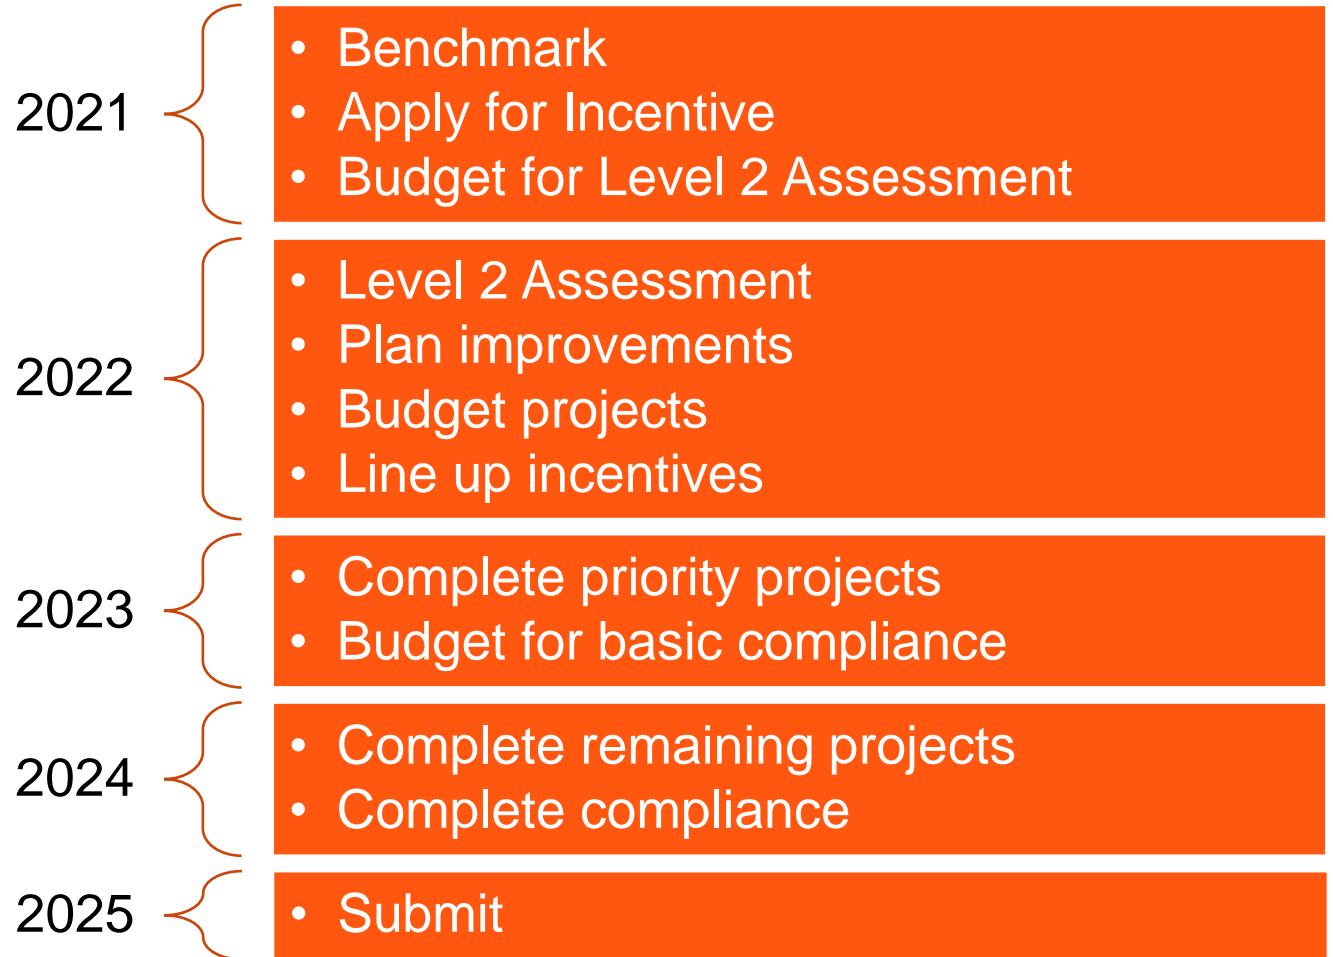 2021
• Benchmark
• Apply for Incentive
• Budget for Level 2 Assessment
2022
• Level 2 Assessment
• Plan improvements
• Budget projects
• Line up incentives
2023
• Complete priority projects
• Budget for basic compliance
2024
• Complete remaining projects
• Complete compliance
2025
• Submit